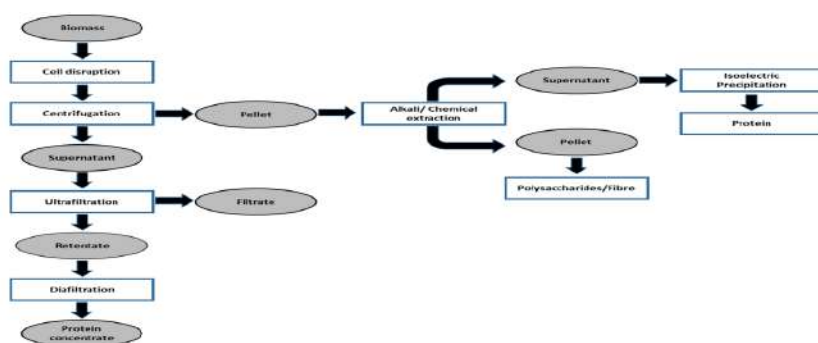 Biomass
Cell disruption
Centrifugation
Pellet
Alkali/ Chemical
extraction
Supernatant
Isoelectric
Precipitation
Protein
Pellet
Polysaccharides/Fibre
Supernatant
Ultrafiltration
Filtrate
Retentate
Diafiltration
Protein
concentrate